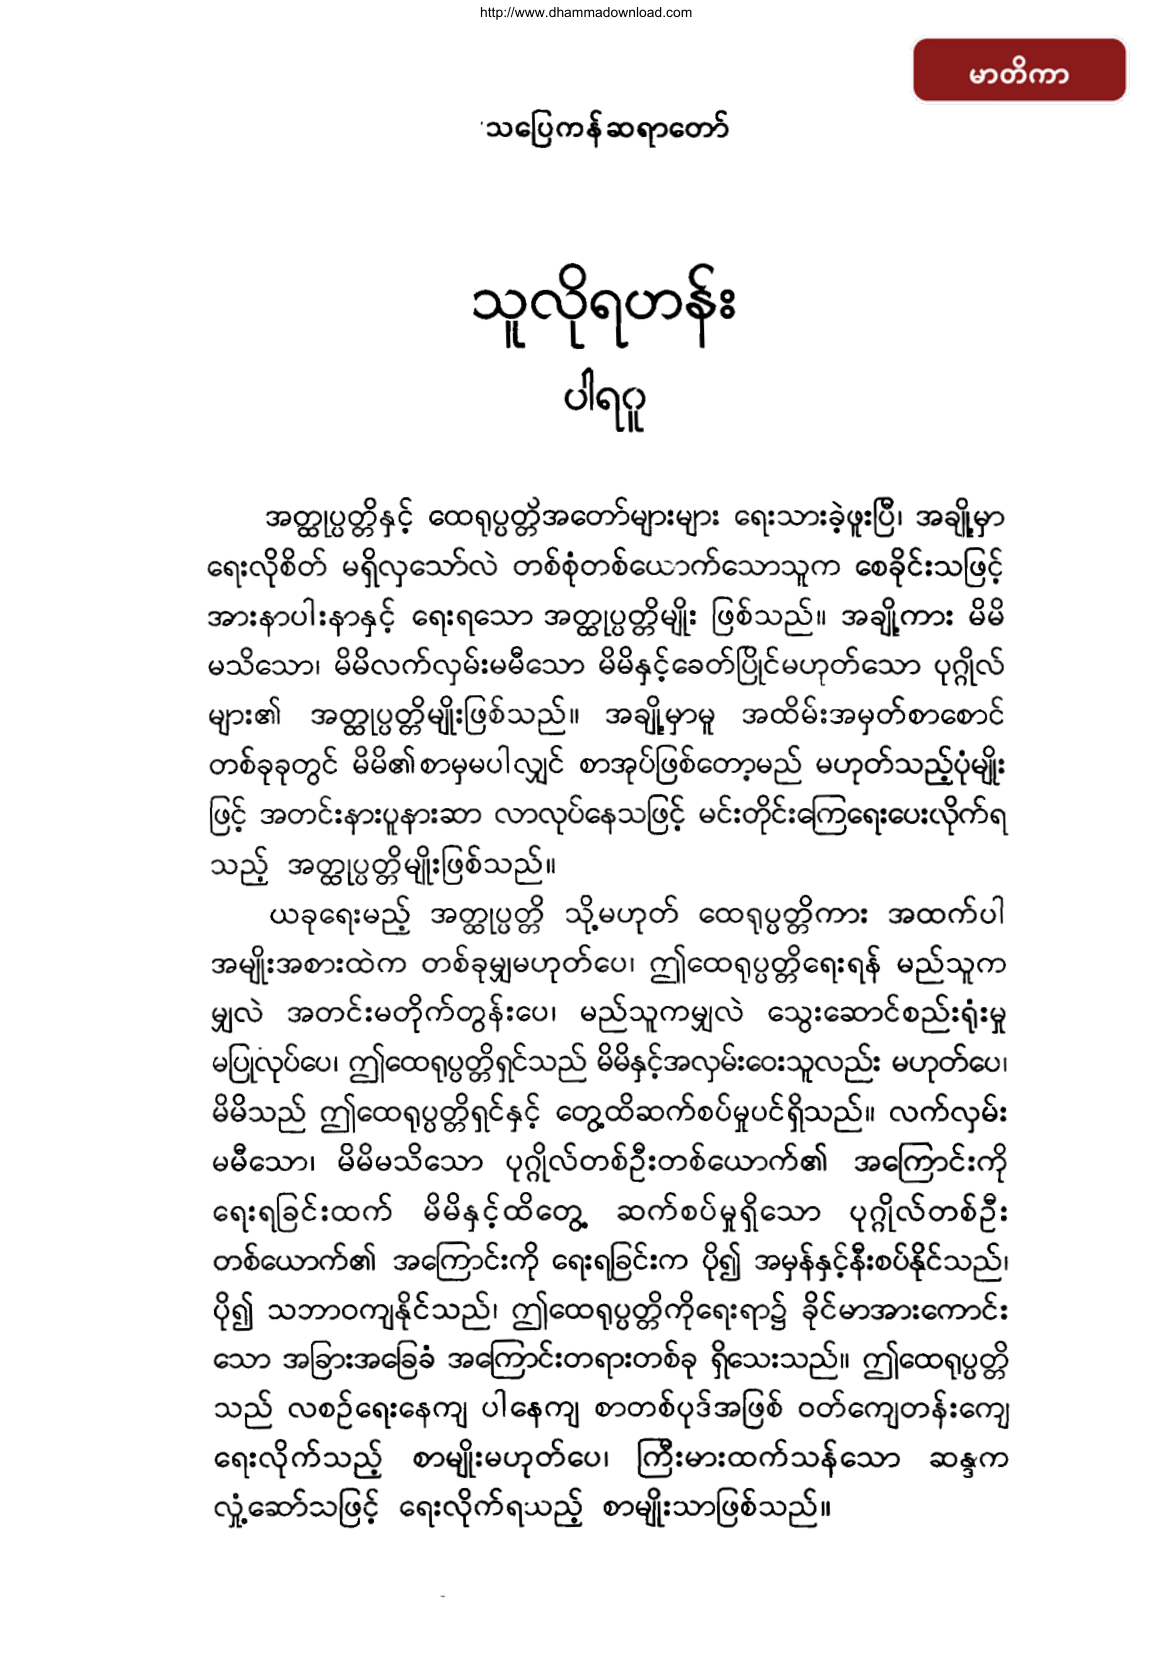 http://www.dhammadownload.com
မာတိကာ
သပြေကန်ဆရာတော်
သူလိုရဟန်း
ပါရဂူ
အတ္ထုပ္ပတ္တိနှင့် ထေရုပ္ပတ္တိအတော်များများ ရေးသားခဲ့ဖူးပြီ၊ အချို့မှာ
ရေးလိုစိတ် မရှိလှသော်လဲ တစ်စုံတစ်ယောက်သောသူက စေခိုင်းသဖြင့်
အားနာပါးနာနှင့် ရေးရသော အတ္ထုပ္ပတ္တိမျိုး ဖြစ်သည်။ အချို့ကား မိမိ
မသိသော၊ မိမိလက်လှမ်းမမီသော မိမိနှင့်ခေတ်ပြိုင်မဟုတ်သော ပုဂ္ဂိုလ်
များ၏ အတ္ထုပ္ပတ္တိမျိုးဖြစ်သည်။ အချို့မှာမူ အထိမ်းအမှတ်စာစောင်
တစ်ခုခုတွင် မိမိ၏စာမှမပါလျှင် စာအုပ်ဖြစ်တော့မည် မဟုတ်သည့်ပုံမျိုး
ဖြင့် အတင်းနားပူနားဆာ လာလုပ်နေသဖြင့် မင်းတိုင်းကြေရေးပေးလိုက်ရ
သည့် အတ္ထုပ္ပတ္တိမျိုးဖြစ်သည်။
ယခုရေးမည့် အတ္ထုပ္ပတ္တိ သို့မဟုတ် ထေရုပ္ပတ္တိကား အထက်ပါ
အမျိုးအစားထဲက တစ်ခုမျှမဟုတ်ပေ၊ ဤထေရုပ္ပတ္တိရေးရန် မည်သူက
မျှလဲ အတင်းမတိုက်တွန်းပေ၊ မည်သူကမျှလဲ သွေးဆောင်စည်းရုံးမှု
မပြုလုပ်ပေ၊ ဤထေရုပ္ပတ္တိရှင်သည် မိမိနှင့်အလှမ်းဝေးသူလည်း မဟုတ်ပေ၊
မိမိသည် ဤထေရုပ္ပတ္တိရှင်နှင့် တွေ့ထိဆက်စပ်မှုပင်ရှိသည်။ လက်လှမ်း
မမီသော၊ မိမိမသိသော ပုဂ္ဂိုလ်တစ်ဦးတစ်ယောက်၏ အကြောင်းကို
ရေးရခြင်းထက် မိမိနှင့်ထိတွေ့ ဆက်စပ်မှုရှိသော ပုဂ္ဂိုလ်တစ်ဦး
တစ်ယောက်၏ အကြောင်းကို ရေးရခြင်းက ပို၍ အမှန်နှင့်နီးစပ်နိုင်သည်၊
ပို၍ သဘာဝကျနိုင်သည်၊ ဤထေရုပ္ပတ္တိကိုရေးရာ၌ ခိုင်မာအားကောင်း
သော အခြားအခြေခံ အကြောင်းတရားတစ်ခု ရှိသေးသည်။ ဤထေရုပ္ပတ္တိ
သည် လစဉ်ရေးနေကျ ပါနေကျ စာတစ်ပုဒ်အဖြစ် ဝတ်ကျေတန်းကျေ
ရေးလိုက်သည့် စာမျိုးမဟုတ်ပေ၊ ကြီးမားထက်သန်သော ဆန္ဒက
လှုံ့ဆော်သဖြင့် ရေးလိုက်ရသည့် စာမျိုးသာဖြစ်သည်။